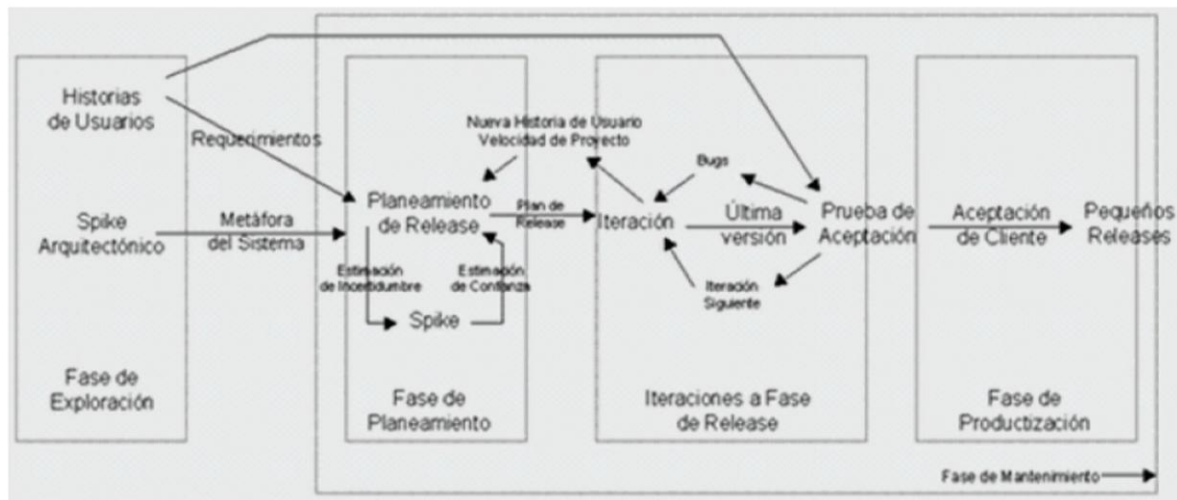 Historias
de Usuarios
Requerimientos
Spike
Arquitectónico
Metáfora
del Sistema
Fase de
Exploración
Planeamiento
de Release
Estimación
de Incertidumbre
Estimación
de Confianza
Spike
Fase de
Planeamiento
Nueva Historia de Usuario
Velocidad de Proyecto
Plan de
Release
Iteración
Bugs
Última
versión
Prueba de
Aceptación
Iteración
Siguiente
Iteraciones a Fase
de Release
Aceptación
de Cliente
Pequeños
Releases
Fase de
Productización
Fase de Mantenimiento